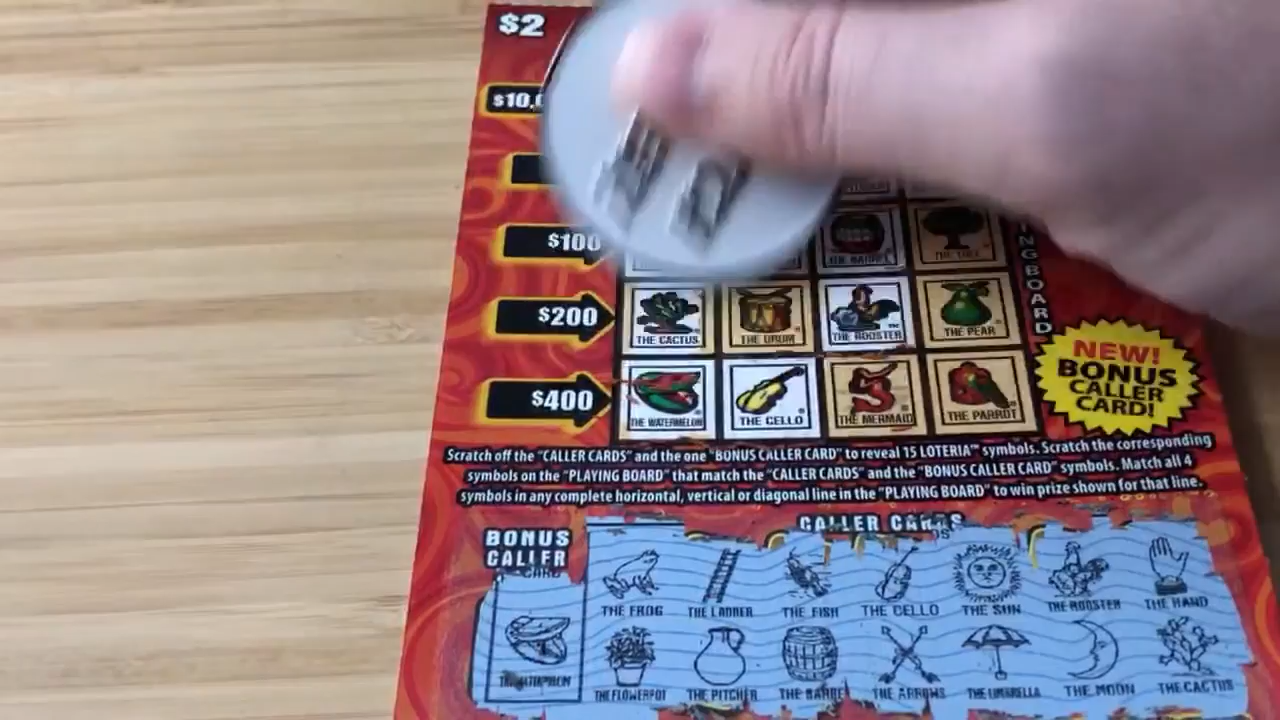 $2
$10,
$100
THE BARREL THE TREE
$200
THE CACTUS THE DRUM THE ROOSTER THE PEAR
$400
THE WATERMELON THE CELLO THE MERMAID THE PARROT
NGBOARD
NEW!
BONUS
CALLER
CARD!
Scratch off the "CALLER CARDS" and the one "BONUS CALLER CARD" to reveal 15 LOTERIA™ symbols. Scratch the corresponding
symbols on the "PLAYING BOARD" that match the "CALLER CARDS" and the "BONUS CALLER CARD" symbols. Match all 4
symbols in any complete horizontal, vertical or diagonal line in the "PLAYING BOARD" to win prize shown for that line.
CALLER CARDS
BONUS
CALLER
CARD
THE FROG THE LADDER THE FISH THE CELLO THE SUN THE ROOSTER THE HAND
THE WATERMELON THE FLOWERPOT THE PITCHER THE BARREL THE ARROWS THE UMBRELLA THE MOON THE CACTUS